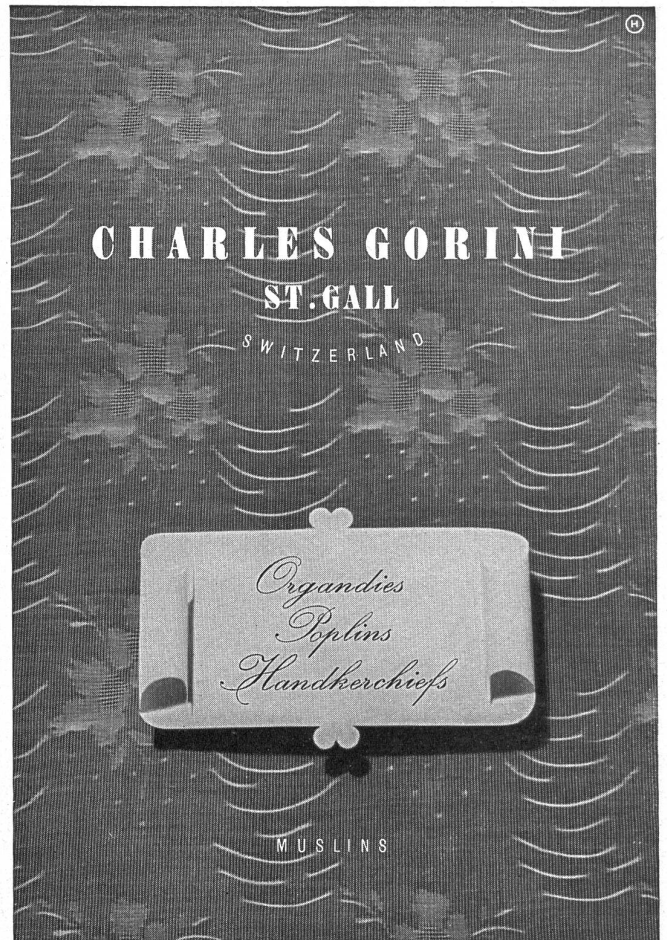 H
CHARLES GORINI
ST. GALL
SWITZERLAND
Organdies
Poplins
Handkerchiefs
MUSLINS